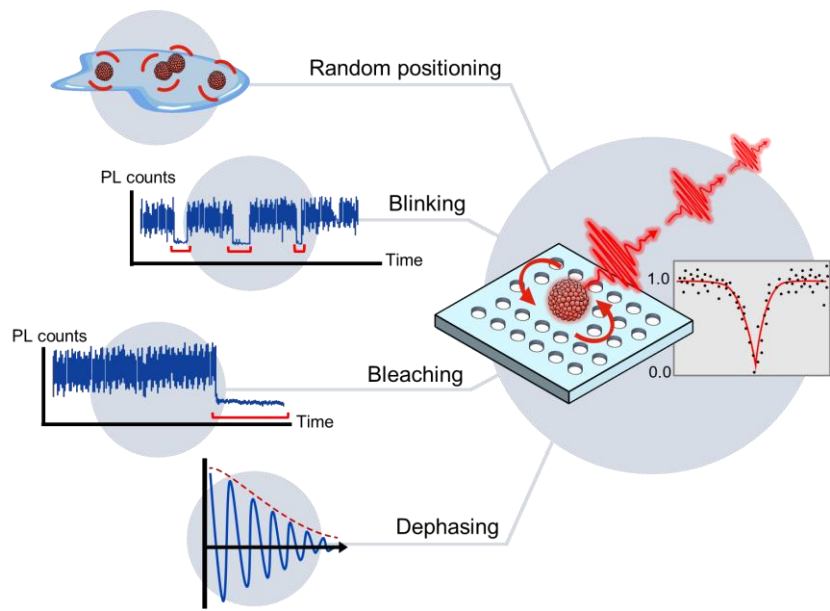 Random positioning
PL counts
Blinking
Time
1.0
0.0
PL counts
Bleaching
Time
Dephasing